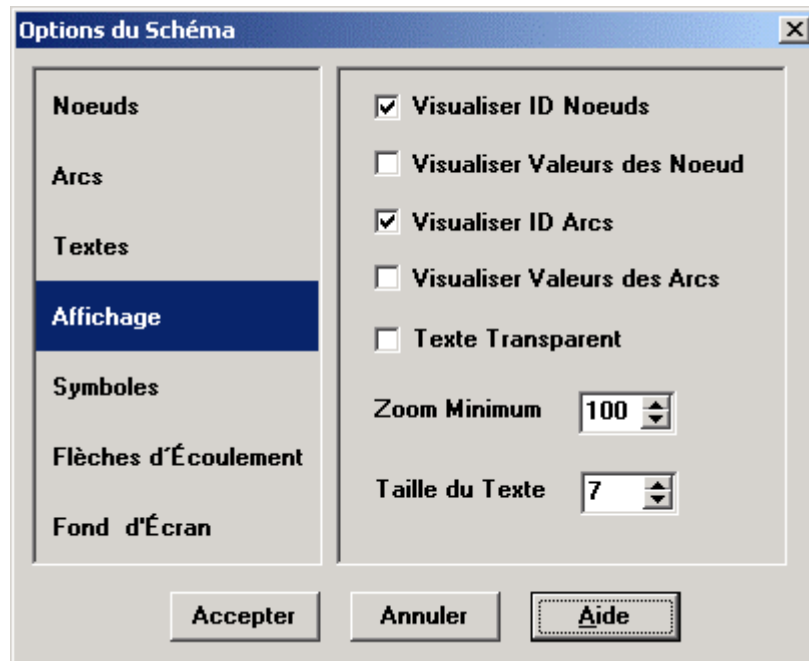 Options du Schéma
Noeuds
Arcs
Textes
Affichage
Symboles
Flèches d´Écoulement
Fond d'Écran
Visualiser ID Noeuds
Visualiser Valeurs des Noeud
Visualiser ID Arcs
Visualiser Valeurs des Arcs
Texte Transparent
Zoom Minimum 100
Taille du Texte 7
Accepter Annuler Aide